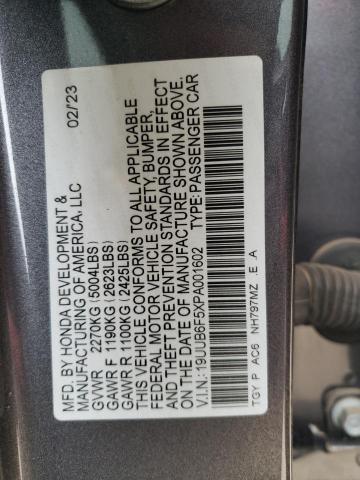 MFD. BY HONDA DEVELOPMENT & 02/'23
MANUFACTURING OF AMERICA, LLC
GVWR 2270KG(5004LBS)
GAWR F 1190KG (2623LBS)
GAWR R 1100KG (2425LBS)
THIS VEHICLE CONFORMS TO ALL APPLICABLE
FEDERAL MOTOR VEHICLE SAFETY, BUMPER,
AND THEFT PREVENTION STANDARDS IN EFFECT
ON THE DATE OF MANUFACTURE SHOWN ABOVE.
V.I.N.:19UUB6F5XPA001602 TYPE:PASSENGER CAR
TGY P AC6 NH797MZ .E .A